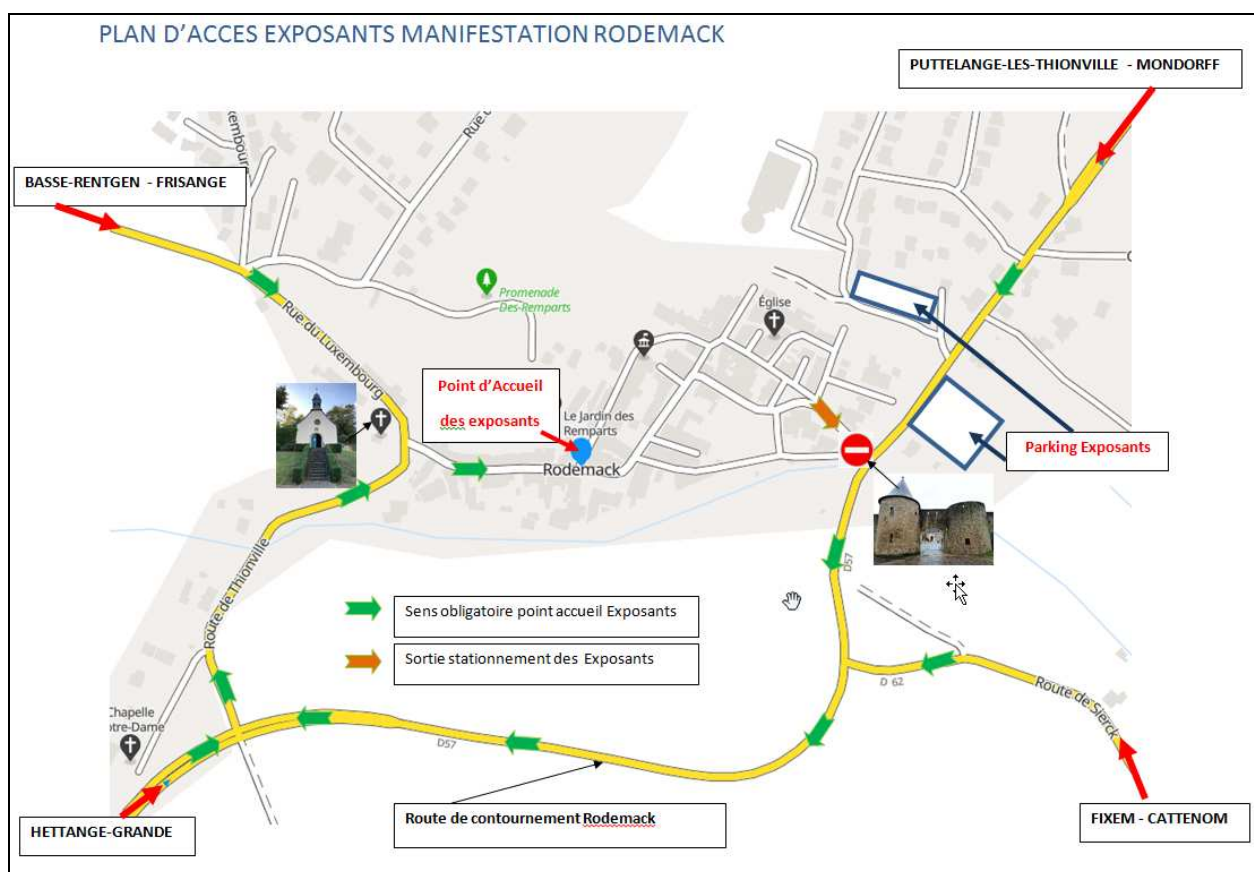 PLAN D'ACCES EXPOSANTS MANIFESTATION RODEMACK
PUTTELANGE-LES-THIONVILLE - MONDORFF
BASSE-RENTGEN - FRISANGE
Rue du Luxembourg
Promenade
Des-Remparts
Église
Point d'Accueil
des exposants
Le Jardin des
Remparts
Rodemack
Parking Exposants
Route de Thionville
D57
Sens obligatoire point accueil Exposants
Sortie stationnement des Exposants
D 62
Route de Sierck
Chapelle
D57
Route de contournement Rodemack
HETTANGE-GRANDE
FIXEM - CATTENOM